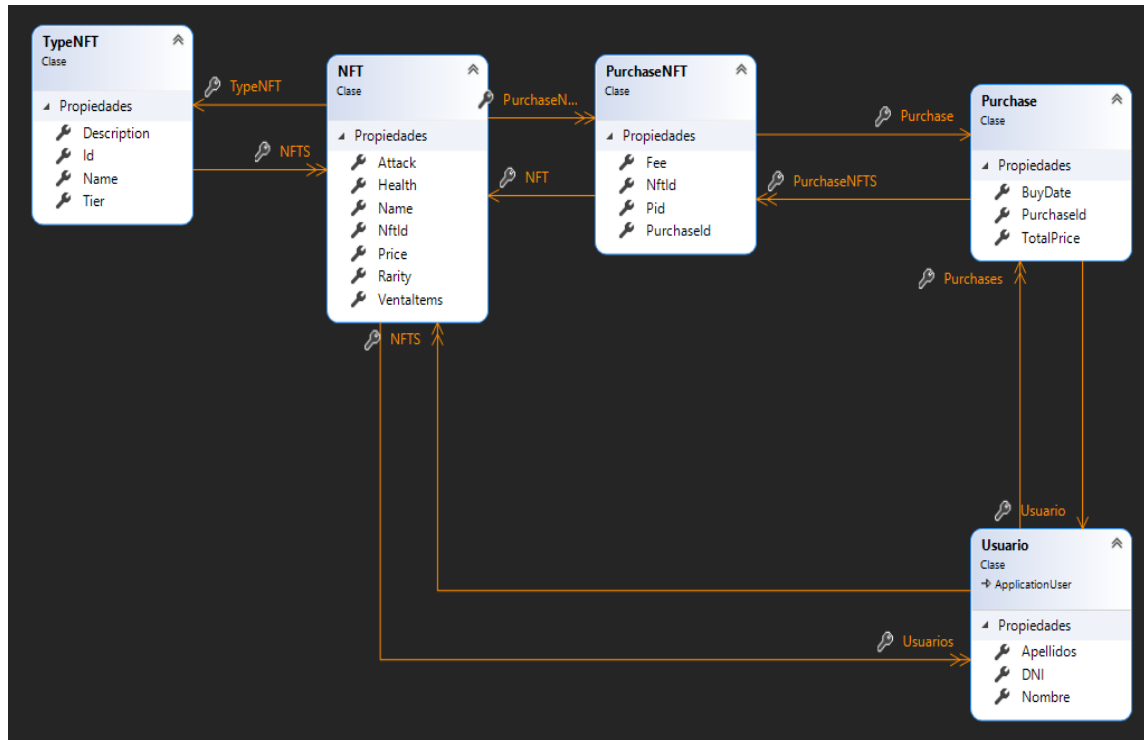 TypeNFT
Clase
Propiedades
Description
Id
Name
Tier
TypeNFT
NFTS
NFT
Clase
Propiedades
Attack
Health
Name
NftId
Price
Rarity
VentaItems
PurchaseN...
NFT
PurchaseNFT
Clase
Propiedades
Fee
NftId
Pid
PurchaseId
Purchase
PurchaseNFTS
Purchase
Clase
Propiedades
BuyDate
PurchaseId
TotalPrice
Purchases
NFTS
Usuario
Usuario
Clase
ApplicationUser
Propiedades
Apellidos
DNI
Nombre
Usuarios